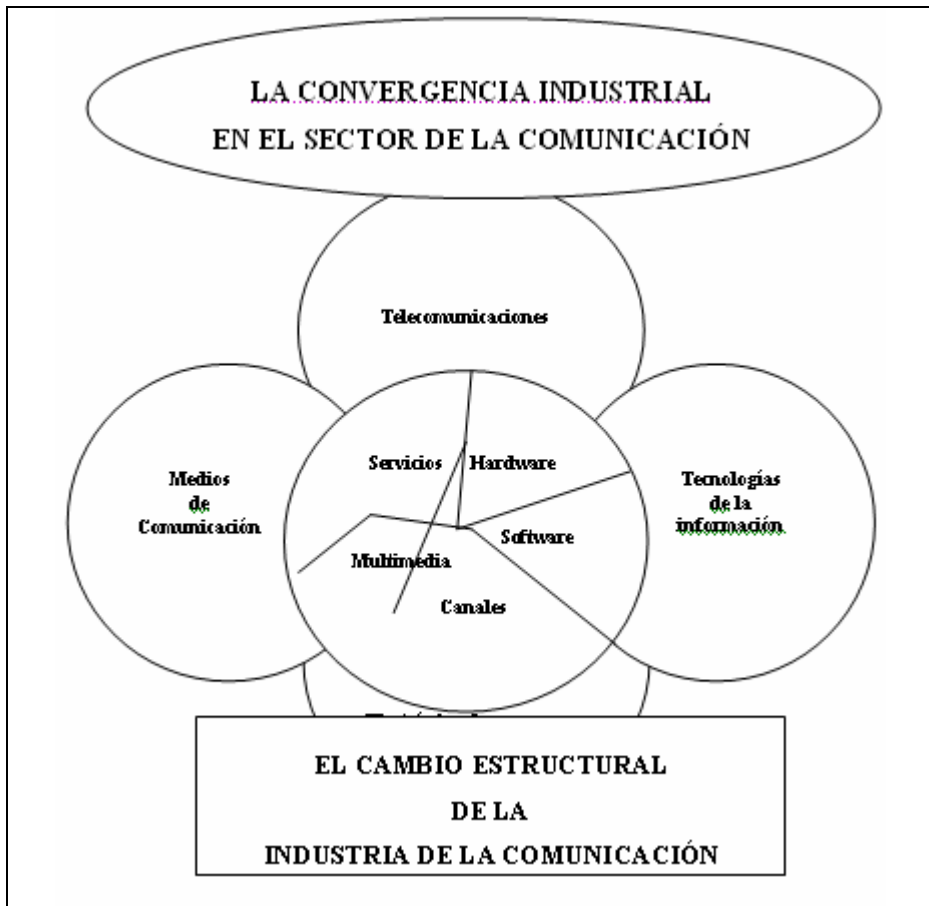 LA CONVERGENCIA INDUSTRIAL
EN EL SECTOR DE LA COMUNICACIÓN
Telecomunicaciones
Servicios
Hardware
Medios
de
Comunicación
Tecnologías
de la
información
Software
Multimedia
Canales
EL CAMBIO ESTRUCTURAL
DE LA
INDUSTRIA DE LA COMUNICACIÓN